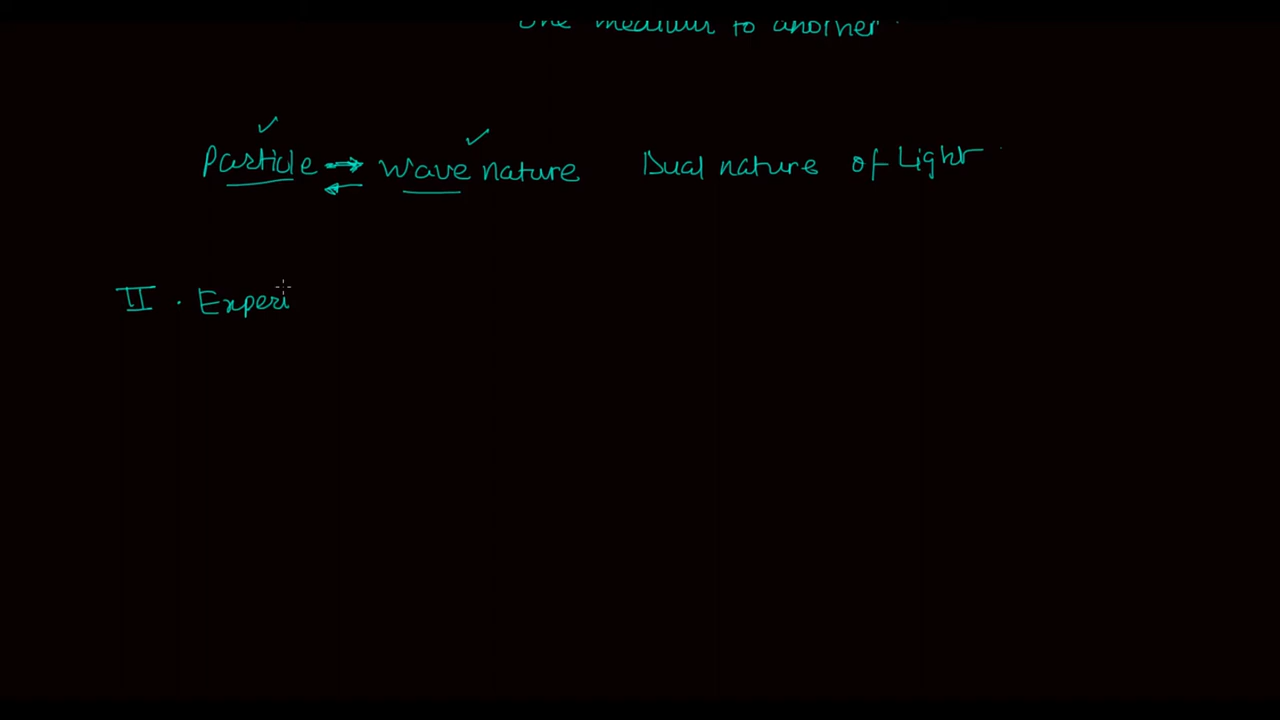 one medium to another.
Particle ⇄ wave nature Dual nature of Light
II . Experi